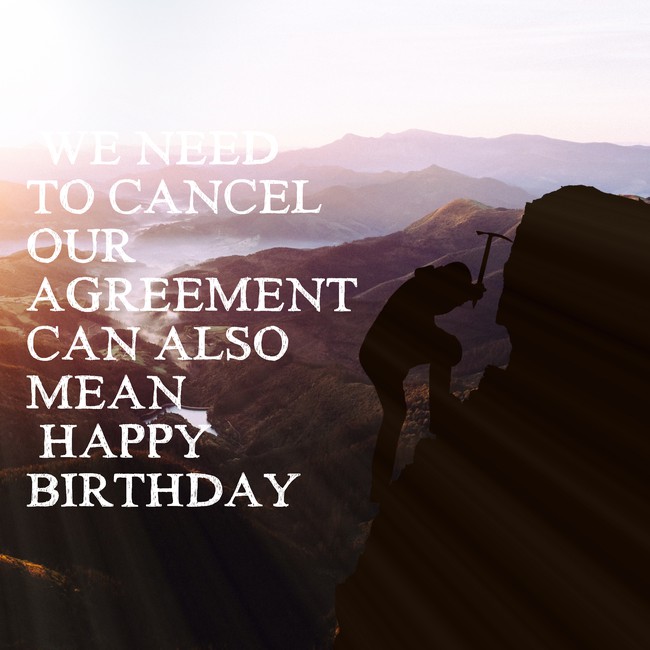 WE NEED
TO CANCEL
OUR
AGREEMENT
CAN ALSO
MEAN
HAPPY
BIRTHDAY